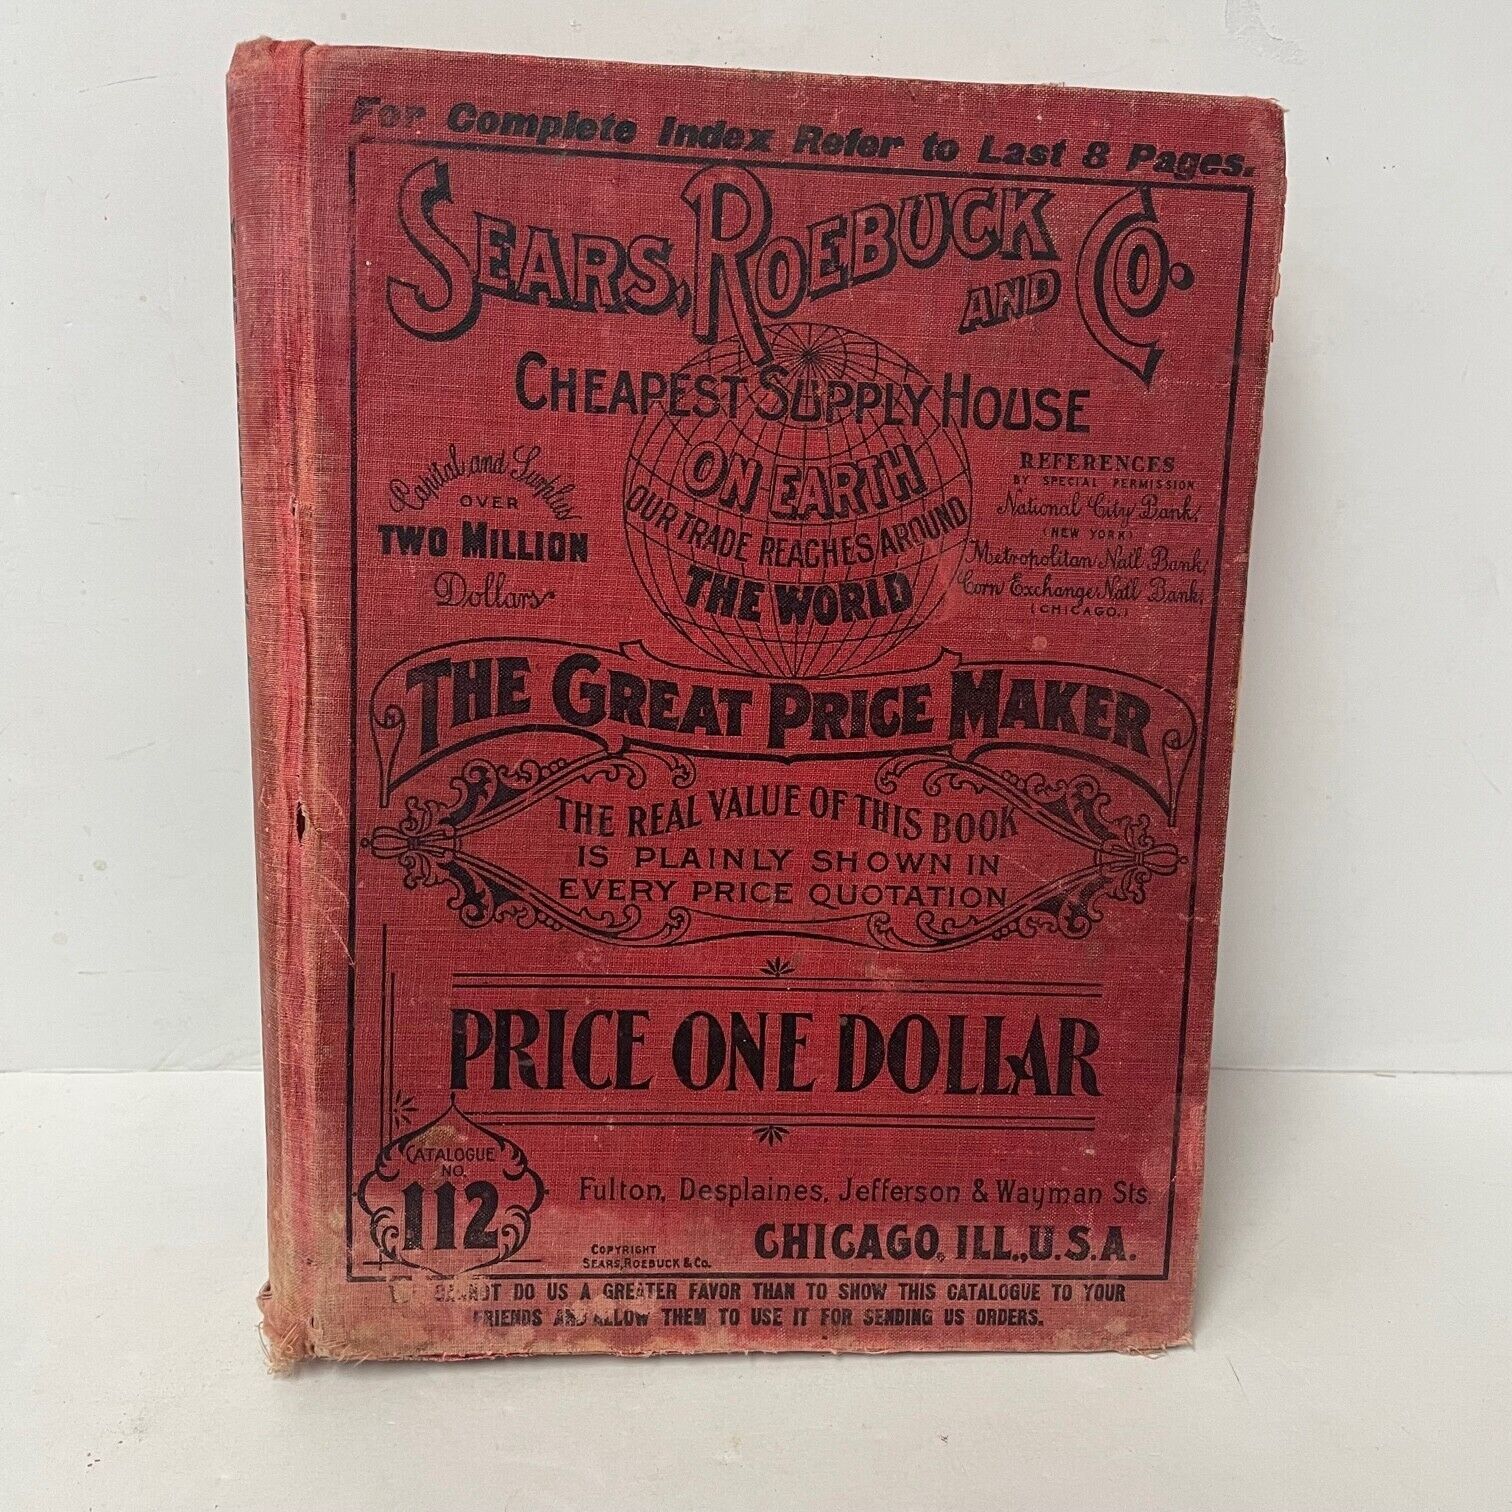 For Complete Index Refer to Last 8 Pages.
SEARS, ROEBUCK AND CO.
CHEAPEST SUPPLY HOUSE
ON EARTH
OUR TRADE REACHES AROUND
THE WORLD
Capital and Surplus
OVER
TWO MILLION
Dollars
REFERENCES
BY SPECIAL PERMISSION
National City Bank,
(NEW YORK)
Metropolitan Nat'l Bank,
Corn Exchange Nat'l Bank,
(CHICAGO.)
THE GREAT PRICE MAKER
THE REAL VALUE OF THIS BOOK
IS PLAINLY SHOWN IN
EVERY PRICE QUOTATION
PRICE ONE DOLLAR
CATALOGUE
NO.
112
Fulton, Desplaines, Jefferson & Wayman Sts
CHICAGO, ILL., U.S.A.
COPYRIGHT
SEARS, ROEBUCK & Co.
CANNOT DO US A GREATER FAVOR THAN TO SHOW THIS CATALOGUE TO YOUR
FRIENDS AND ALLOW THEM TO USE IT FOR SENDING US ORDERS.